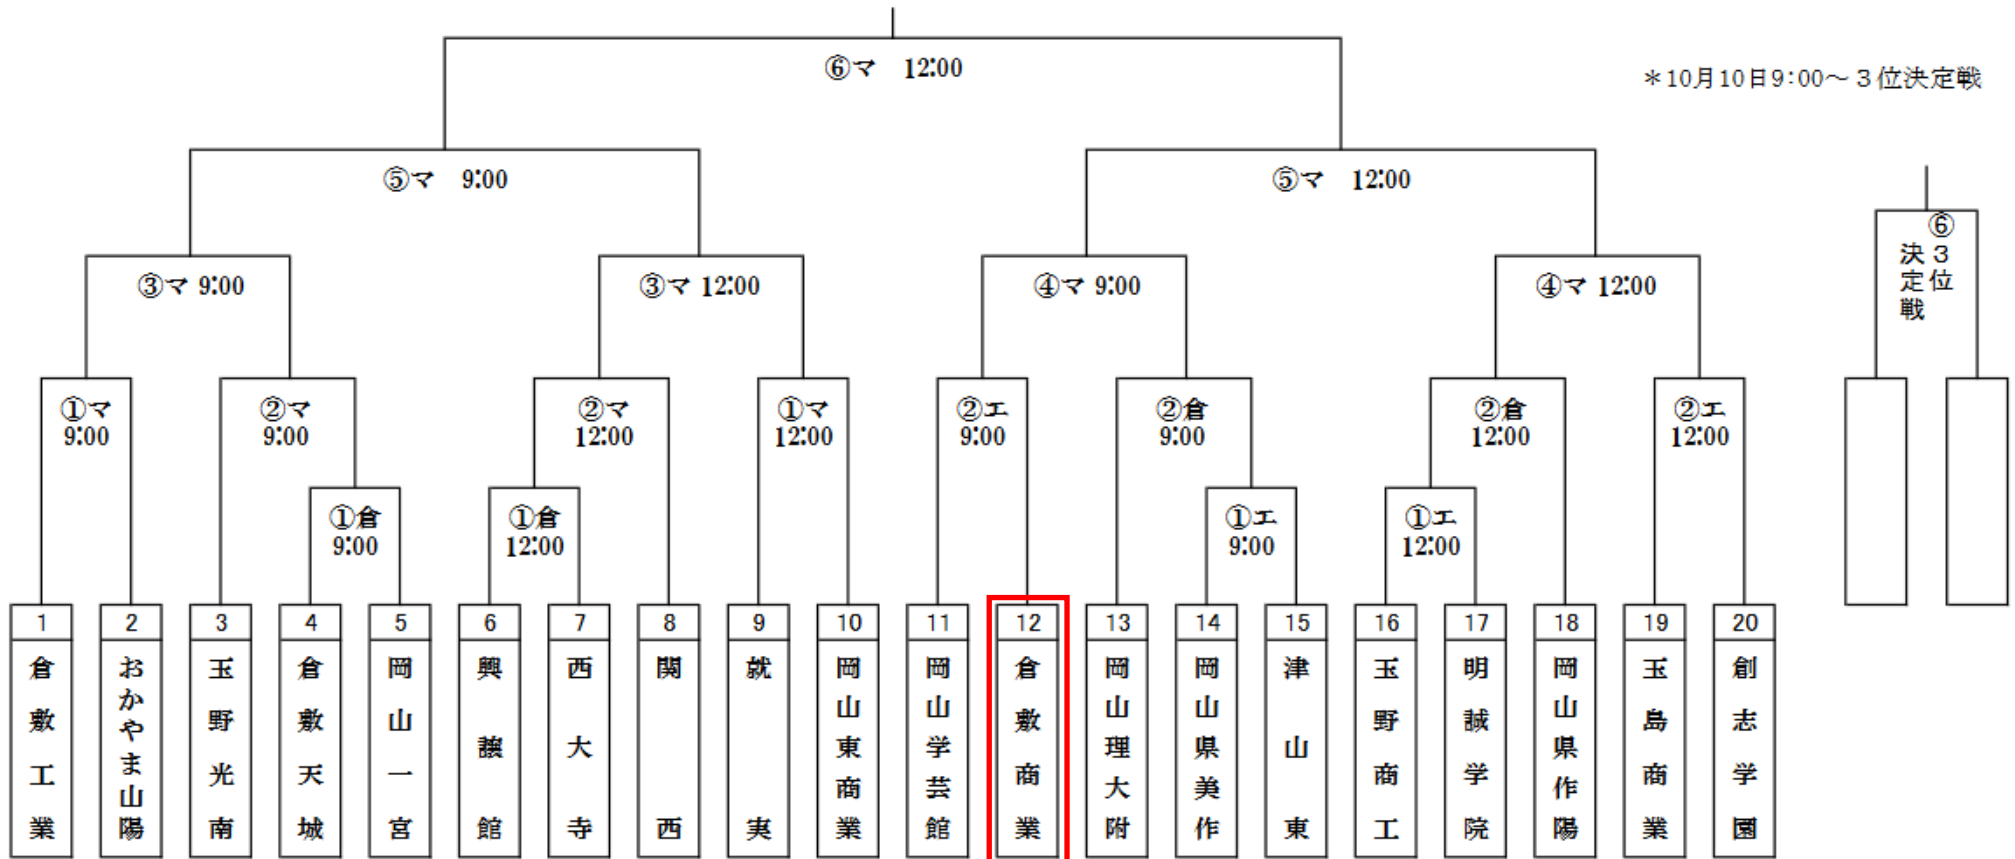 ⑥マ 12:00
＊10月10日9:00～３位決定戦
⑤マ 9:00
⑤マ 12:00
⑥３位決定戦
③マ 9:00
③マ 12:00
④マ 9:00
④マ 12:00
①マ
9:00
②マ
9:00
②マ
12:00
①マ
12:00
②エ
9:00
②倉
9:00
②倉
12:00
②エ
12:00
①倉
9:00
①倉
12:00
①エ
9:00
①エ
12:00
1
倉敷工業
2
おかやま山陽
3
玉野光南
4
倉敷天城
5
岡山一宮
6
興譲館
7
西大寺
8
関西
9
就実
10
岡山東商業
11
岡山学芸館
12
倉敷商業
13
岡山理大附
14
岡山県美作
15
津山東
16
玉野商工
17
明誠学院
18
岡山県作陽
19
玉島商業
20
創志学園